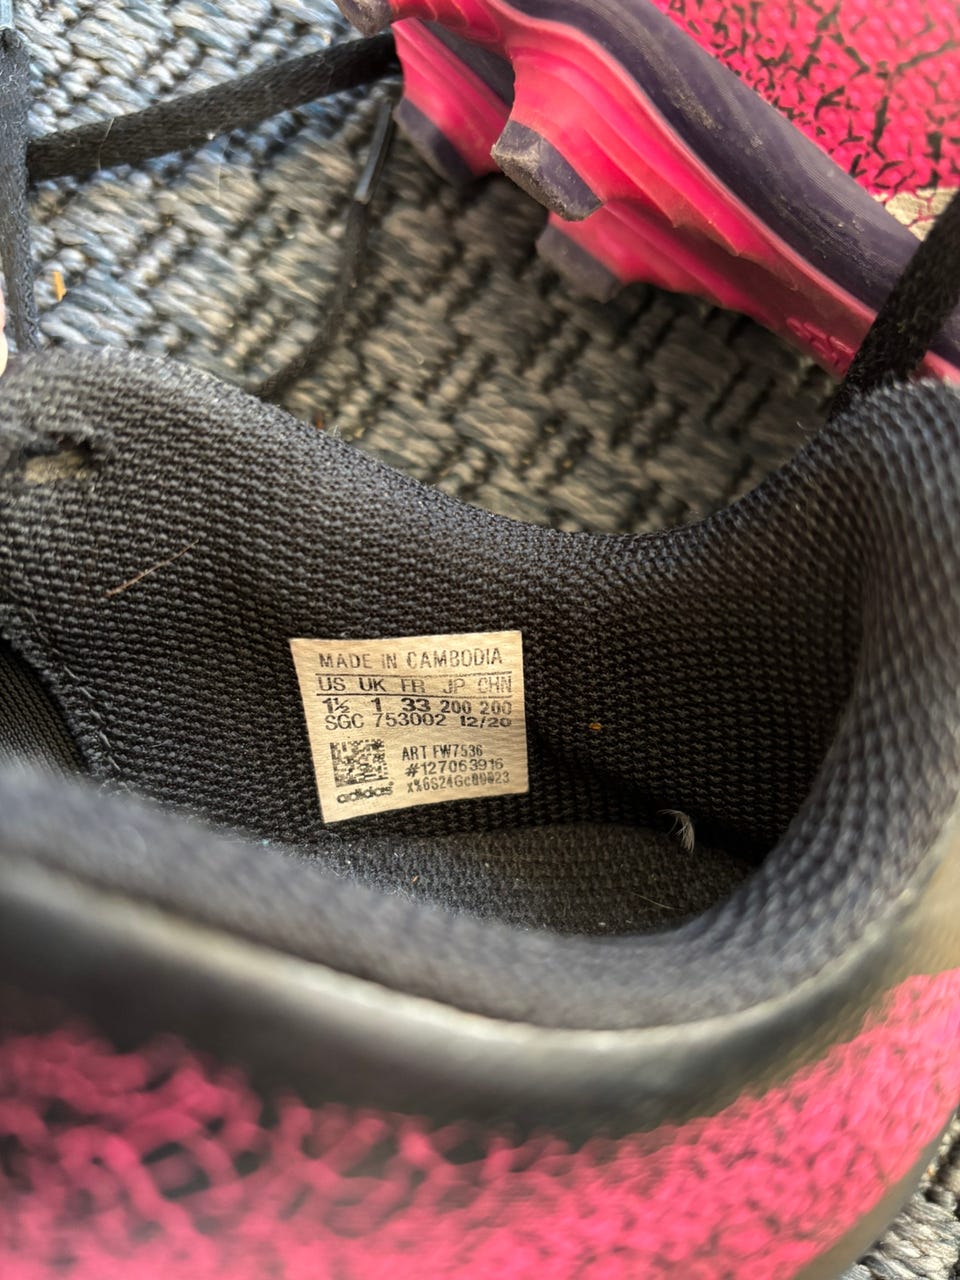 MADE IN CAMBODIA
US UK FR JP CHN
1½ 1 33 200 200
SGC 753002 12/20
ART FW7536
#127063916
adidas